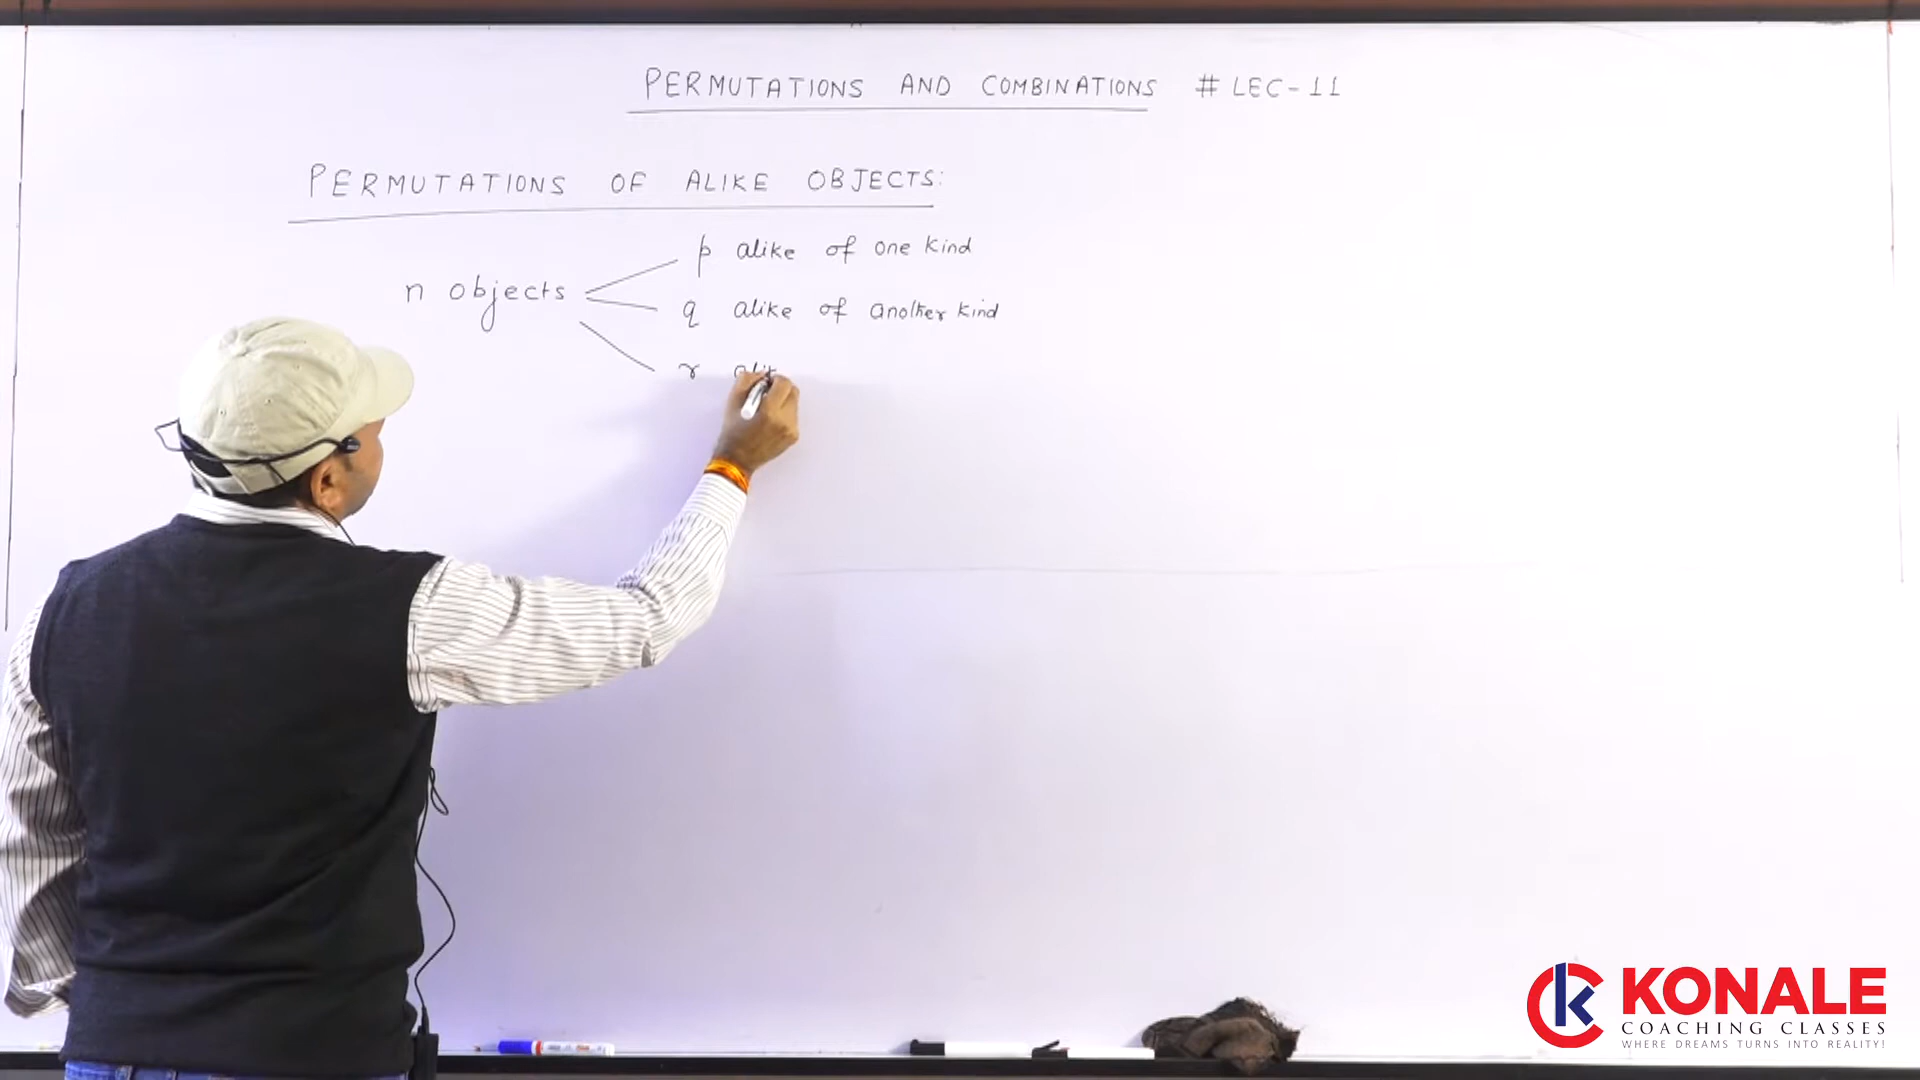 PERMUTATIONS AND COMBINATIONS # LEC-11
PERMUTATIONS OF ALIKE OBJECTS:
n objects
p alike of one kind
q alike of another kind
r
KONALE
COACHING CLASSES
WHERE DREAMS TURNS INTO REALITY!